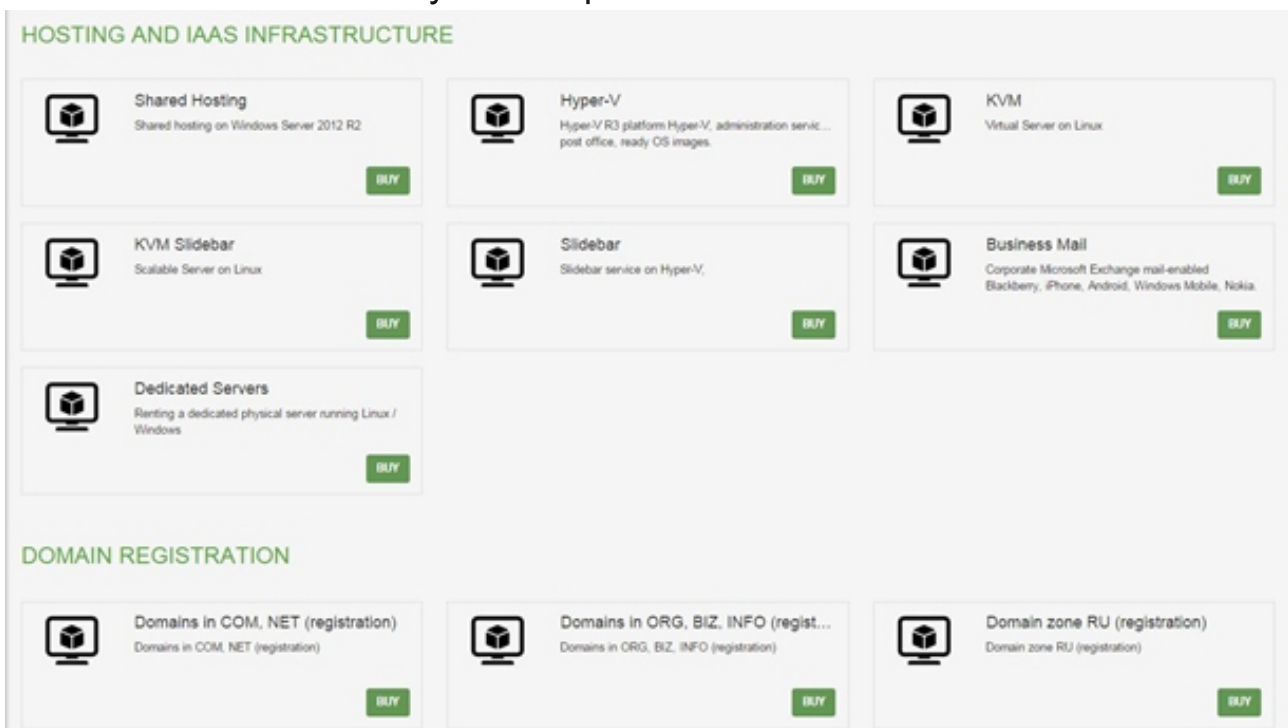 HOSTING AND IAAS INFRASTRUCTURE
Shared Hosting
Shared hosting on Windows Server 2012 R2
BUY
Hyper-V
Hyper-V R3 platform Hyper-V, administration servic...
post office, ready OS images.
BUY
KVM
Virtual Server on Linux
BUY
KVM Slidebar
Scalable Server on Linux
BUY
Slidebar
Slidebar service on Hyper-V,
BUY
Business Mail
Corporate Microsoft Exchange mail-enabled
Blackberry, iPhone, Android, Windows Mobile, Nokia.
BUY
Dedicated Servers
Renting a dedicated physical server running Linux /
Windows
BUY
DOMAIN REGISTRATION
Domains in COM, NET (registration)
Domains in COM, NET (registration)
BUY
Domains in ORG, BIZ, INFO (regist...
Domains in ORG, BIZ, INFO (registration)
BUY
Domain zone RU (registration)
Domain zone RU (registration)
BUY